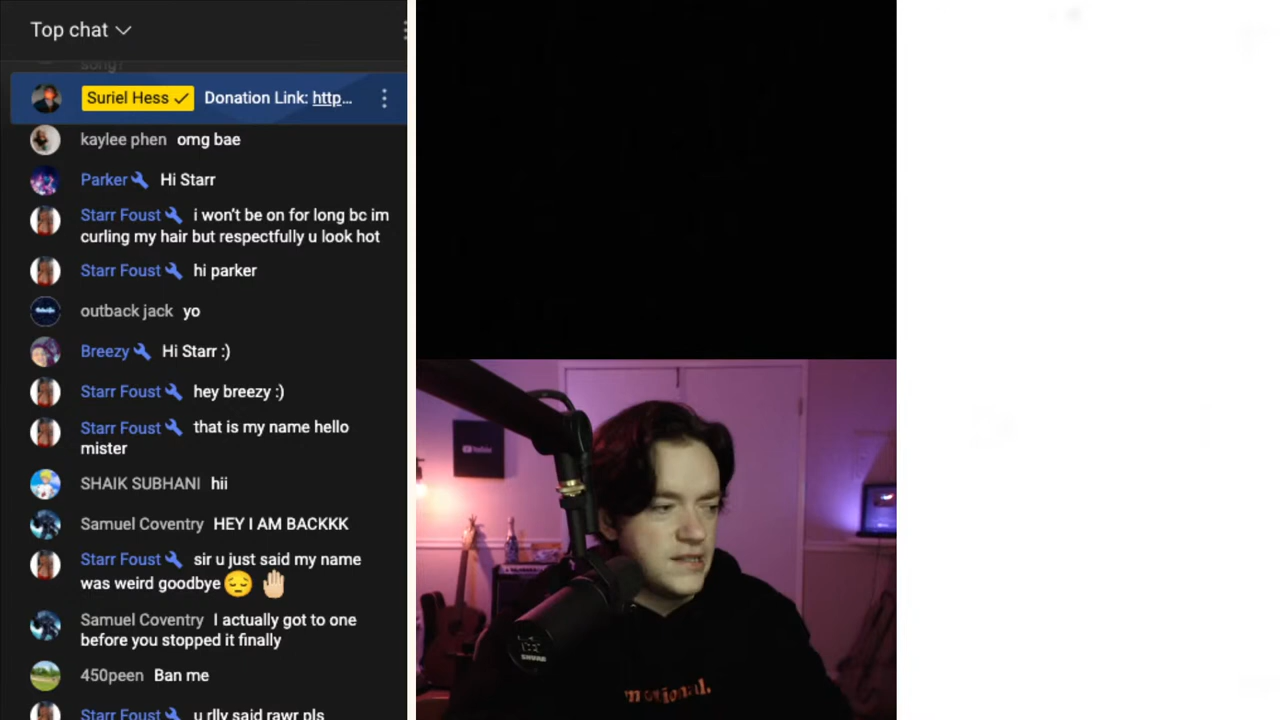 Top chat
song?
Suriel Hess Donation Link: http...
kaylee phen omg bae
Parker Hi Starr
Starr Foust i won't be on for long bc im
curling my hair but respectfully u look hot
Starr Foust hi parker
outback jack yo
Breezy Hi Starr :)
Starr Foust hey breezy :)
Starr Foust that is my name hello
mister
SHAIK SUBHANI hii
Samuel Coventry HEY I AM BACKKK
Starr Foust sir u just said my name
was weird goodbye😔🤚🏼
Samuel Coventry I actually got to one
before you stopped it finally
450peen Ban me
Starr Foust u rlly said rawr pls
YouTube
SHURE